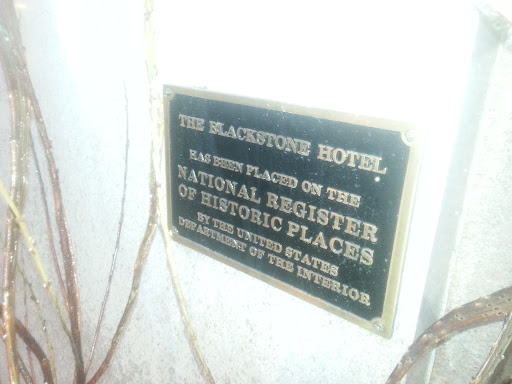 THE BLACKSTONE HOTEL
HAS BEEN PLACED ON THE
NATIONAL REGISTER
OF HISTORIC PLACES
BY THE UNITED STATES
DEPARTMENT OF THE INTERIOR